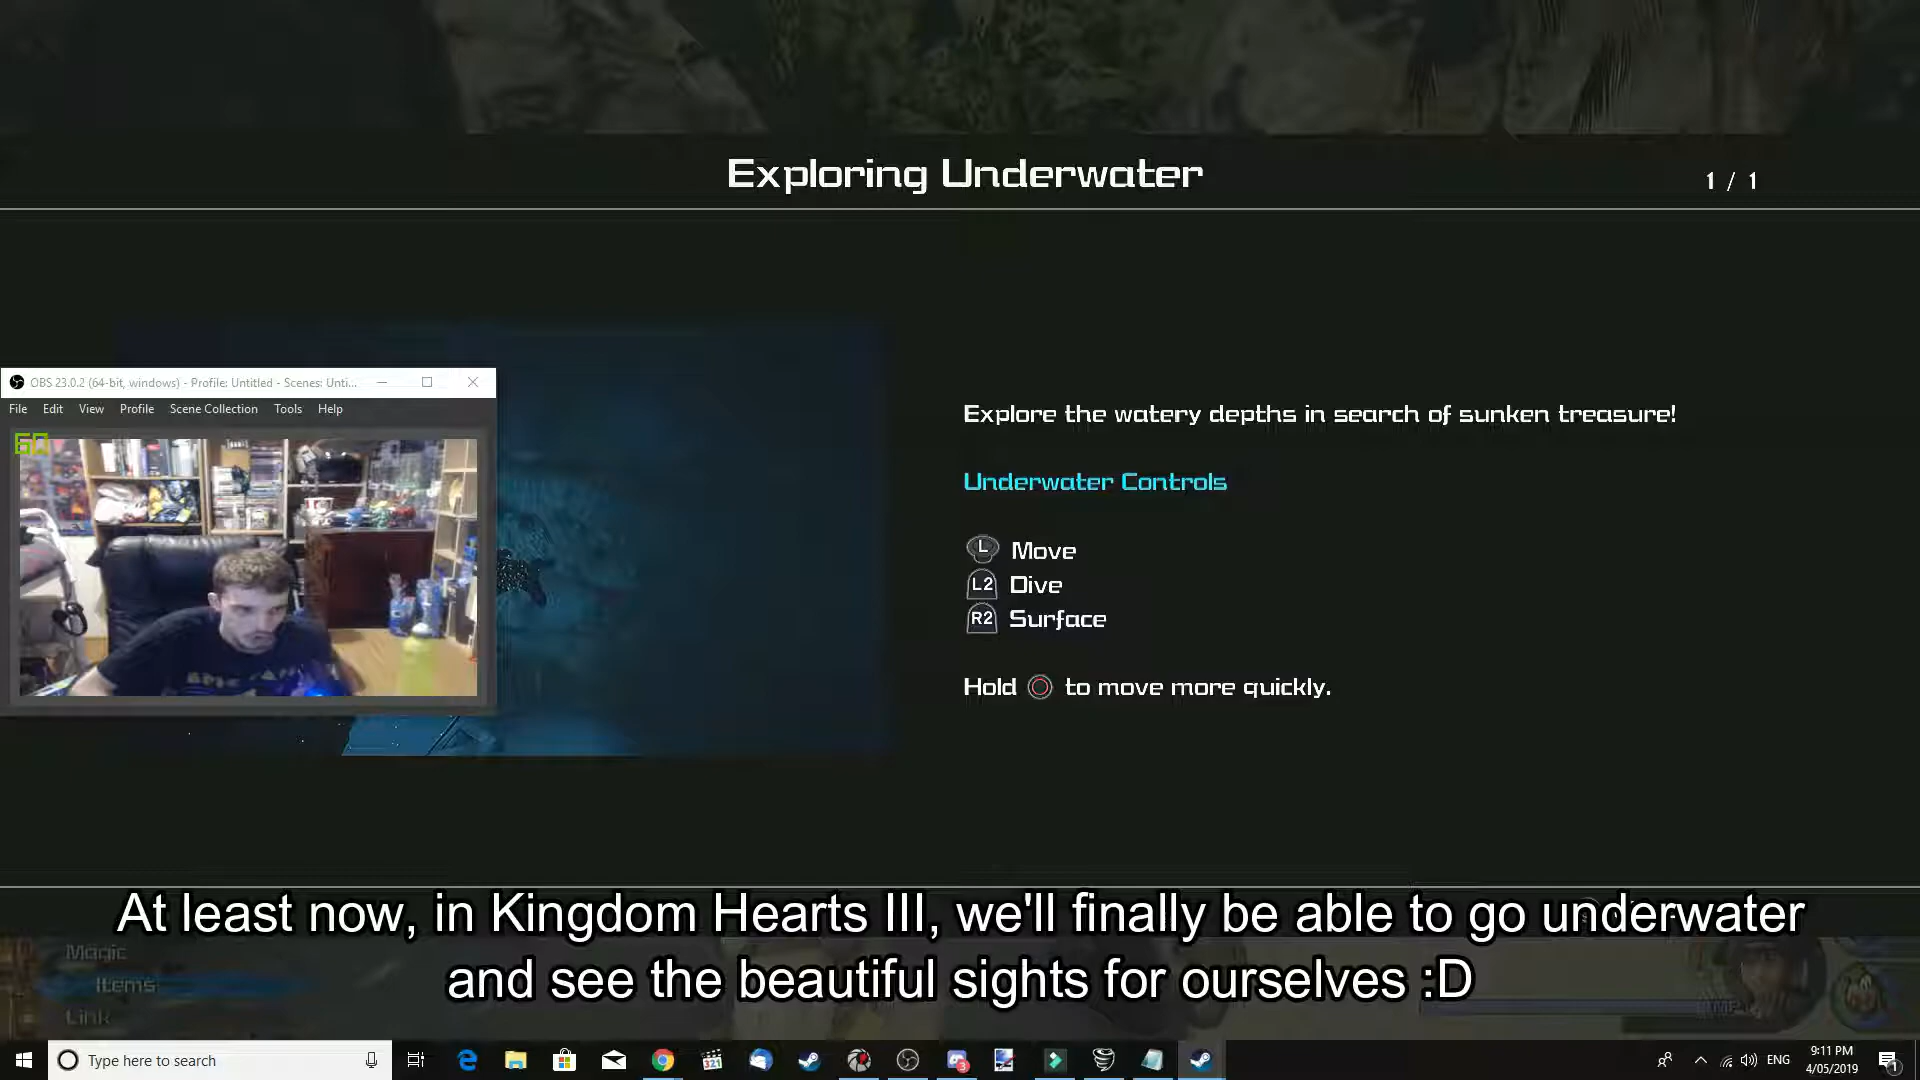 Exploring Underwater
1 / 1
OBS 23.0.2 (64-bit, windows) - Profile: Untitled - Scenes: Unti...
File Edit View Profile Scene Collection Tools Help
60
Explore the watery depths in search of sunken treasure!
Underwater Controls
L Move
L2 Dive
R2 Surface
Hold to move more quickly.
At least now, in Kingdom Hearts III, we'll finally be able to go underwater
and see the beautiful sights for ourselves :D
Magic
Items
Link
Type here to search
321
3
ENG
9:11 PM
4/05/2019
1